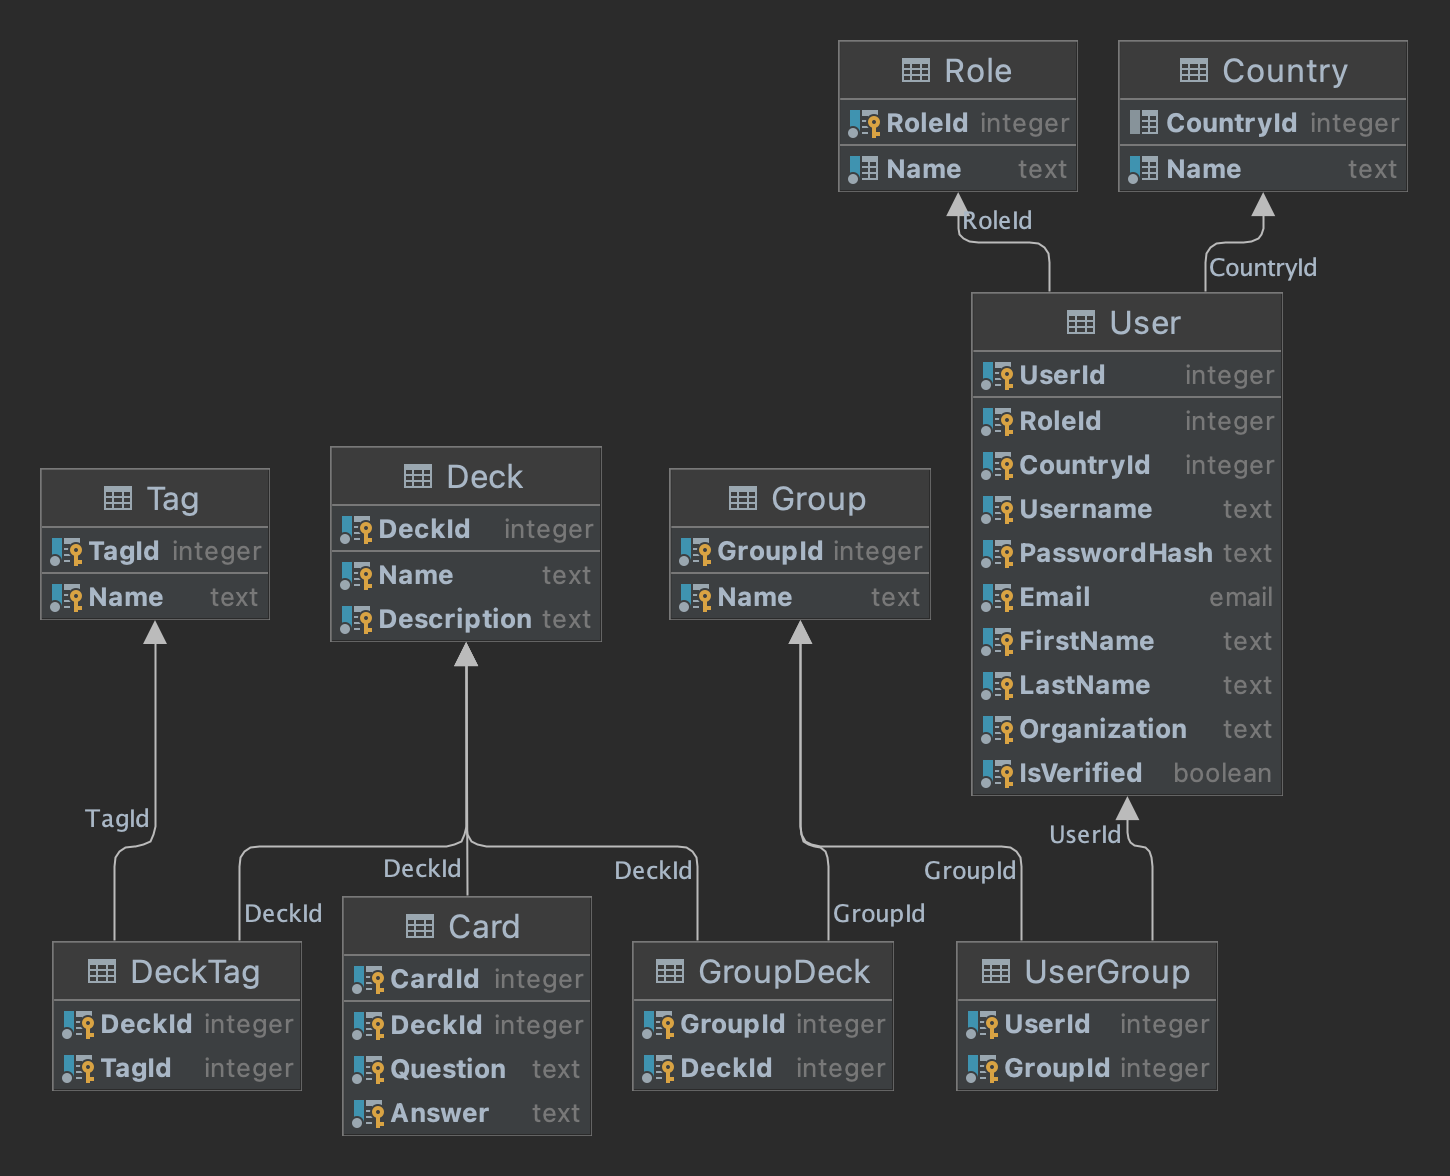 Role
RoleId integer
Name text
Country
CountryId integer
Name text
RoleId
CountryId
User
UserId integer
RoleId integer
CountryId integer
Username text
PasswordHash text
Email email
FirstName text
LastName text
Organization text
IsVerified boolean
Tag
TagId integer
Name text
Deck
DeckId integer
Name text
Description text
Group
GroupId integer
Name text
TagId
DeckId
DeckId
DeckId
GroupId
GroupId
UserId
DeckTag
DeckId integer
TagId integer
Card
CardId integer
DeckId integer
Question text
Answer text
GroupDeck
GroupId integer
DeckId integer
UserGroup
UserId integer
GroupId integer